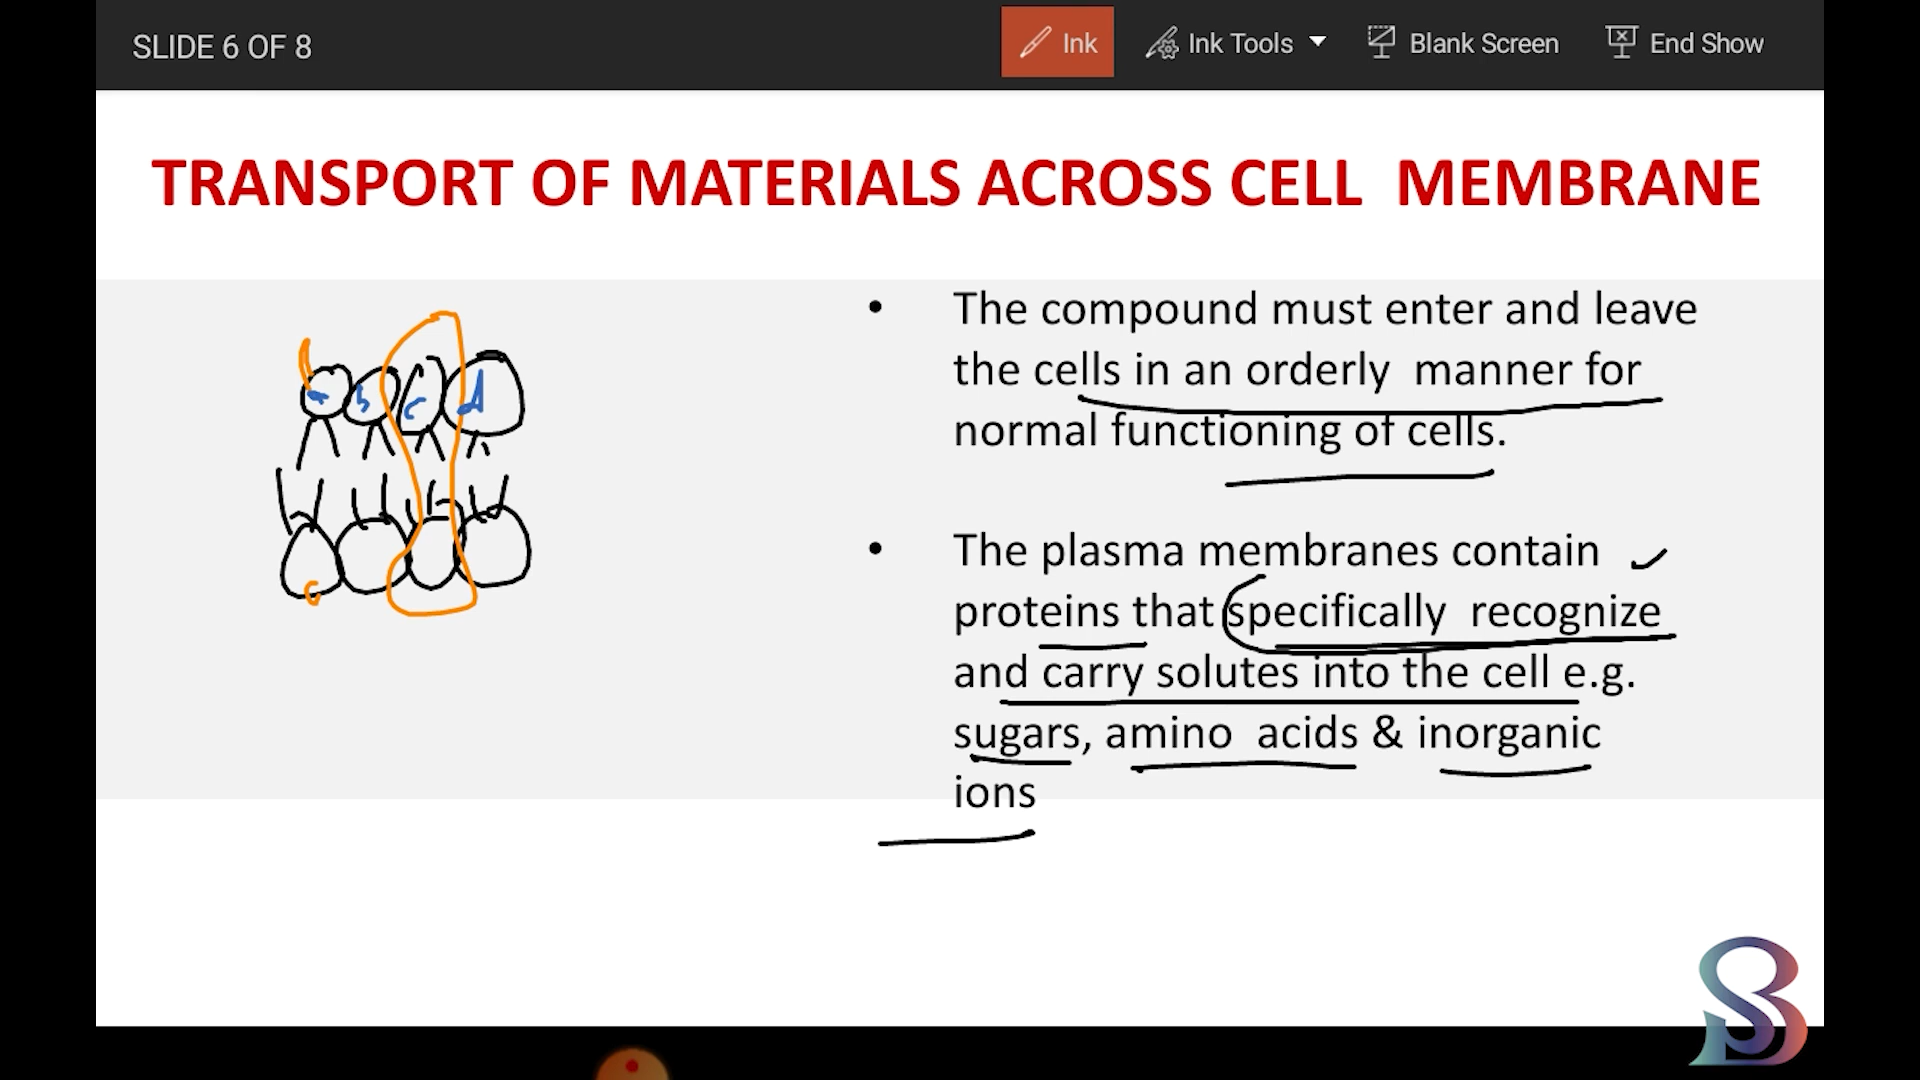 SLIDE 6 OF 8
Ink
Ink Tools
Blank Screen
End Show
TRANSPORT OF MATERIALS ACROSS CELL MEMBRANE
• The compound must enter and leave
the cells in an orderly manner for
normal functioning of cells.
• The plasma membranes contain
proteins that specifically recognize
and carry solutes into the cell e.g.
sugars, amino acids & inorganic
ions
b c d